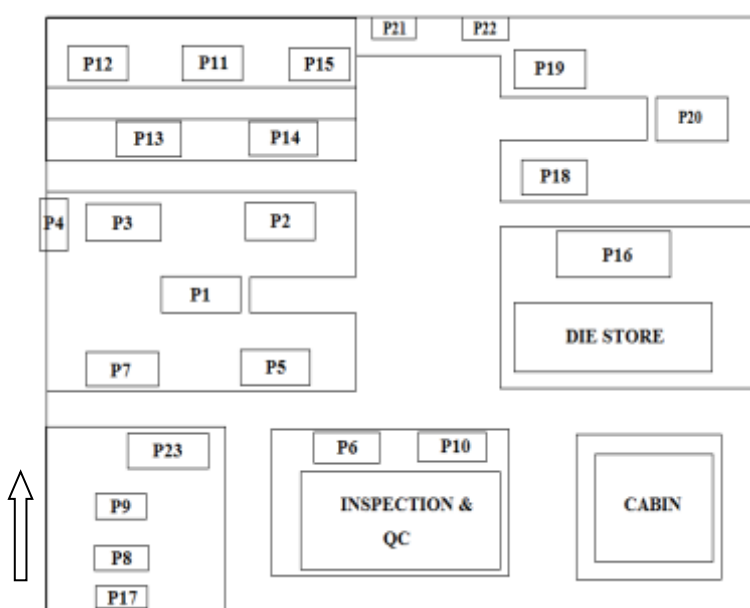 P21 P22
P12 P11 P15 P19
P20
P13 P14
P18
P4 P3 P2
P16
P1
DIE STORE
P7 P5
P23 P6 P10
P9 INSPECTION & CABIN
QC
P8
P17